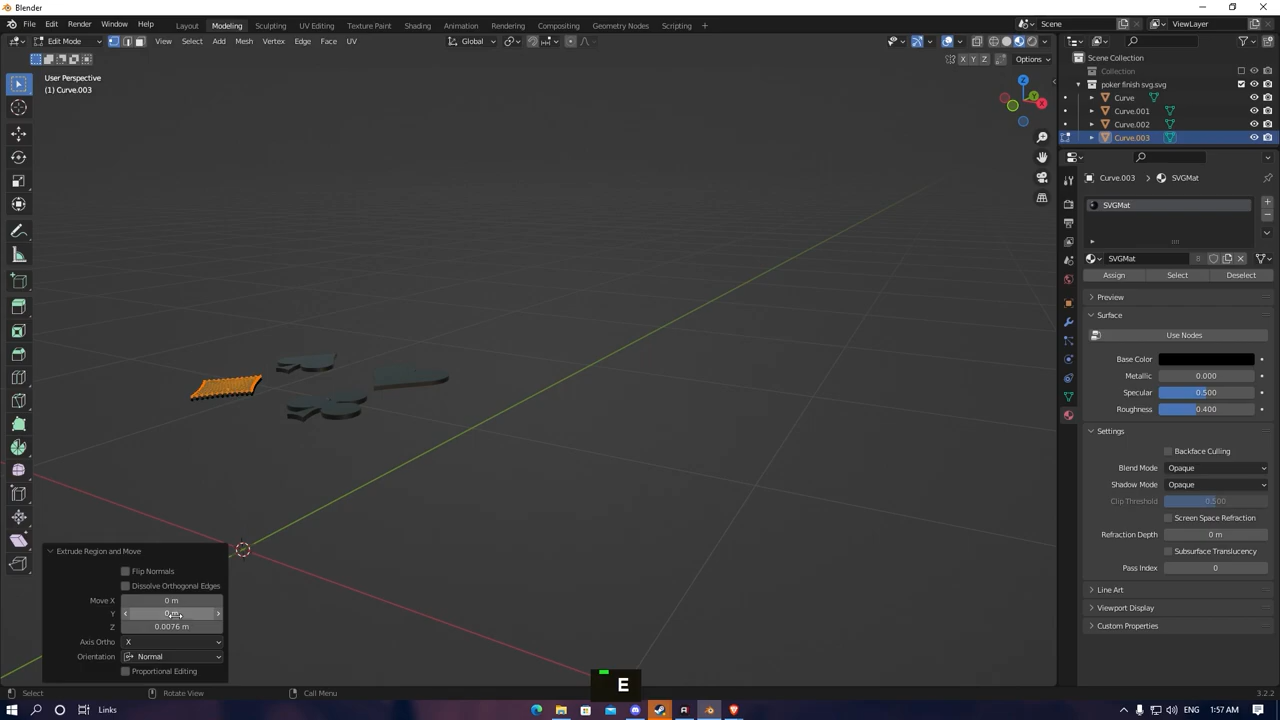 Blender
File Edit Render Window Help Layout Modeling Sculpting UV Editing Texture Paint Shading Animation Rendering Compositing Geometry Nodes Scripting + Scene ViewLayer
Edit Mode View Select Add Mesh Vertex Edge Face UV Global
X Y Z Options
User Perspective
(1) Curve.003
Z
Y
X
Scene Collection
Collection
poker finish svg.svg
Curve
Curve.001
Curve.002
Curve.003
Curve.003 > SVGMat
SVGMat
SVGMat 8
Assign Select Deselect
Preview
Surface
Use Nodes
Base Color
Metallic 0.000
Specular 0.500
Roughness 0.400
Settings
Backface Culling
Blend Mode Opaque
Shadow Mode Opaque
Clip Threshold 0.500
Screen Space Refraction
Refraction Depth 0 m
Subsurface Translucency
Pass Index 0
Line Art
Viewport Display
Custom Properties
Extrude Region and Move
Flip Normals
Dissolve Orthogonal Edges
Move X 0 m
Y 0 m
Z 0.0076 m
Axis Ortho X
Orientation Normal
Proportional Editing
E
Select Rotate View Call Menu 3.2.2
Links ENG 1:57 AM